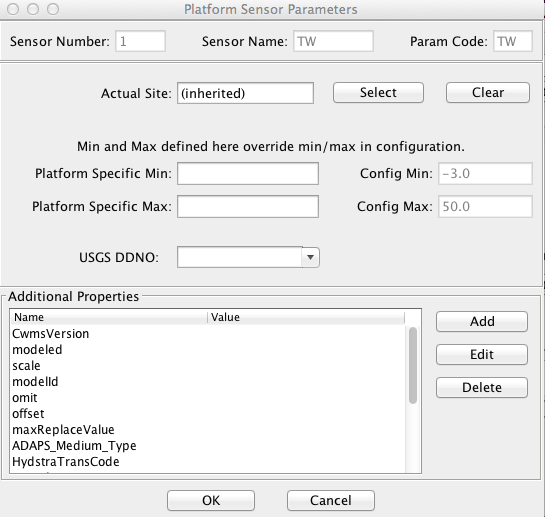 Platform Sensor Parameters
Sensor Number: 1 Sensor Name: TW Param Code: TW
Actual Site: (inherited) Select Clear
Min and Max defined here override min/max in configuration.
Platform Specific Min: Config Min: -3.0
Platform Specific Max: Config Max: 50.0
USGS DDNO:
Additional Properties
Name Value
CwmsVersion
modeled
scale
modelId
omit
offset
maxReplaceValue
ADAPS_Medium_Type
HydstraTransCode
Add
Edit
Delete
OK Cancel